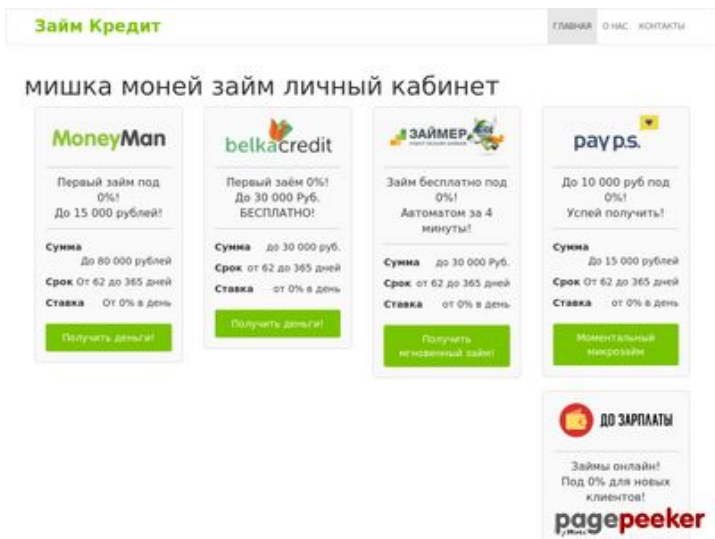 Займ Кредит
ГЛАВНАЯ О НАС КОНТАКТЫ
мишка моней займ личный кабинет
MoneyMan
Первый займ под
0%!
До 15 000 рублей!
Сумма
До 80 000 рублей
Срок От 62 до 365 дней
Ставка От 0% в день
Получить деньги!
belkacredit
Первый заём 0%!
До 30 000 Руб.
БЕСПЛАТНО!
Сумма до 30 000 руб.
Срок от 62 до 365 дней
Ставка от 0% в день
Получить деньги!
ЗАЙМЕР
Займ бесплатно под
0%!
Автоматом за 4
минуты!
Сумма до 30 000 Руб.
Срок от 62 до 365 дней
Ставка от 0% в день
Получить
мгновенный займ!
pay p.s.
До 10 000 руб под
0%!
Успей получить!
Сумма
До 15 000 рублей
Срок От 62 до 365 дней
Ставка от 0% в день
Моментальный
микрозайм
ДО ЗАРПЛАТЫ
Займы онлайн!
Под 0% для новых
клиентов!
pagepeeker